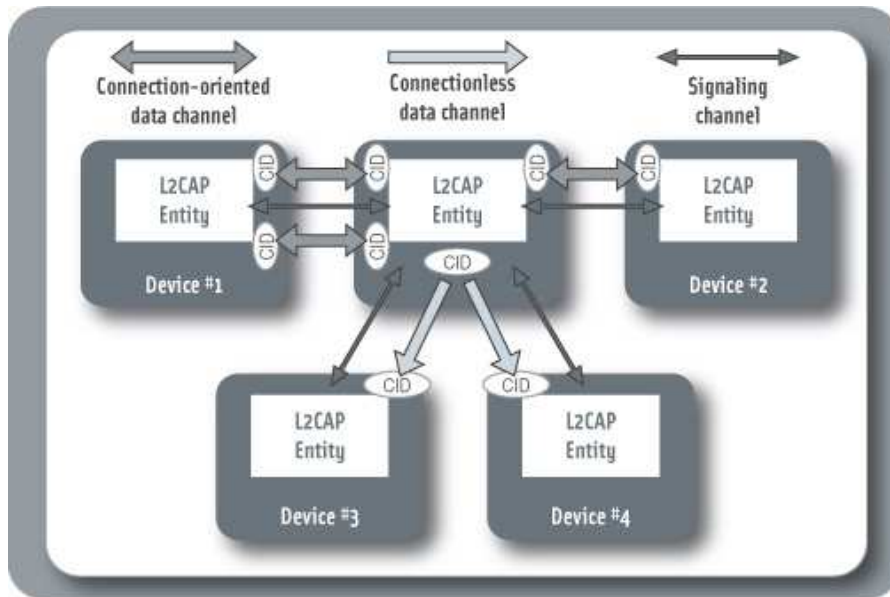 Connection-oriented
data channel
Connectionless
data channel
Signaling
channel
CID
CID
CID
CID
L2CAP
Entity
L2CAP
Entity
L2CAP
Entity
CID
CID
CID
Device #1
Device #2
CID
CID
L2CAP
Entity
L2CAP
Entity
Device #3
Device #4